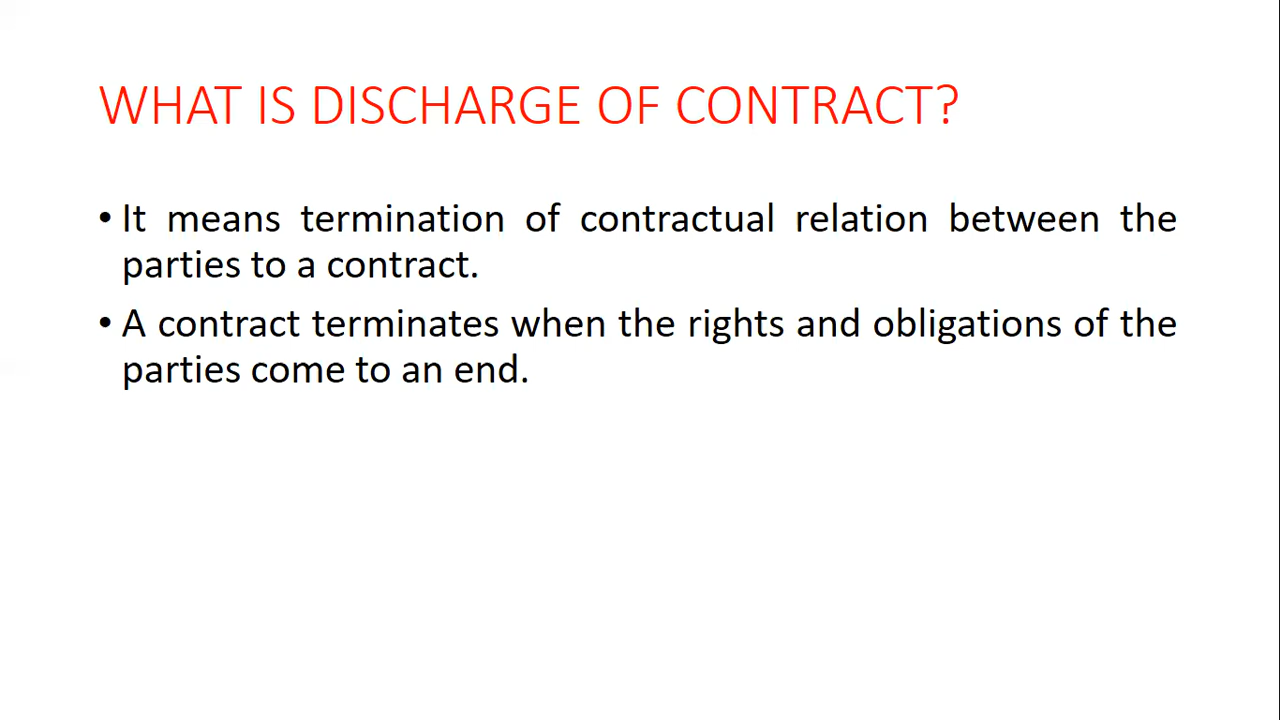 WHAT IS DISCHARGE OF CONTRACT?
• It means termination of contractual relation between the
parties to a contract.
• A contract terminates when the rights and obligations of the
parties come to an end.